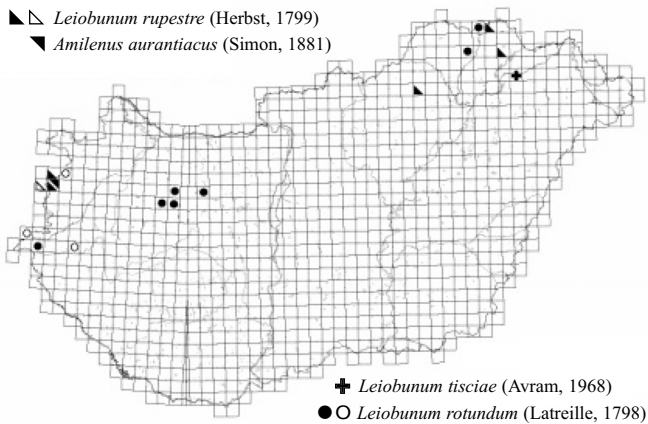 Leiobunum rupestre (Herbst, 1799)
Amilenus aurantiacus (Simon, 1881)
Leiobunum tisciae (Avram, 1968)
Leiobunum rotundum (Latreille, 1798)